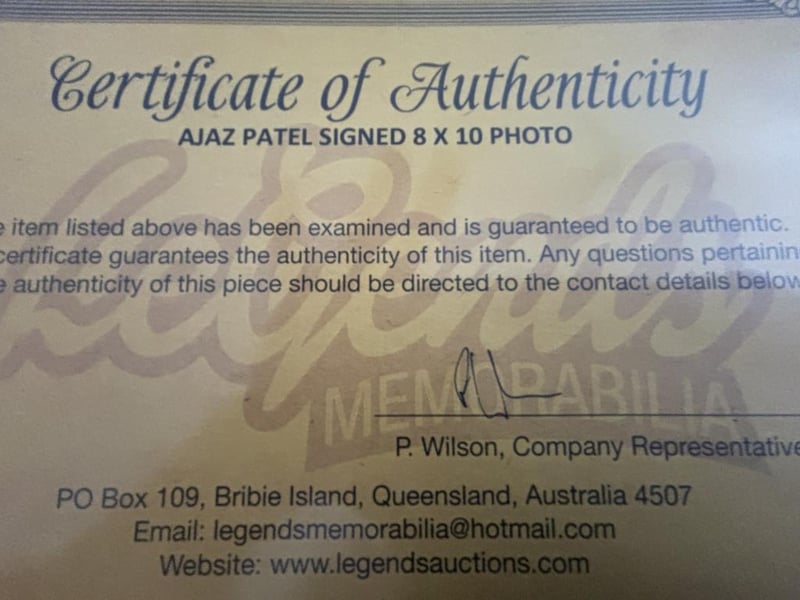 Certificate of Authenticity
AJAZ PATEL SIGNED 8 X 10 PHOTO
item listed above has been examined and is guaranteed to be authentic.
certificate guarantees the authenticity of this item. Any questions pertainin
authenticity of this piece should be directed to the contact details below
Legends
MEMORABILIA
P. Wilson, Company Representative
PO Box 109, Bribie Island, Queensland, Australia 4507
Email: legendsmemorabilia@hotmail.com
Website: www.legendsauctions.com